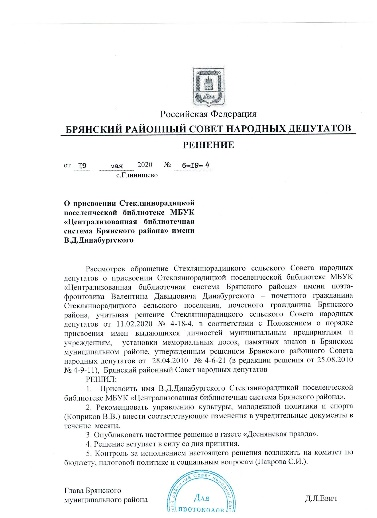 Российская Федерация
БРЯНСКИЙ РАЙОННЫЙ СОВЕТ НАРОДНЫХ ДЕПУТАТОВ
РЕШЕНИЕ
от 19 мая 2020 № 6-19-4
с.Глинищево
О присвоении Стекляннорадицкой
поселенческой библиотеке МБУК
«Централизованная библиотечная
система Брянского района» имени
В.Д.Динабургского
Рассмотрев обращение Стекляннорадицкого сельского Совета народных
депутатов о присвоении Стекляннорадицкой поселенческой библиотеке МБУК
«Централизованная библиотечная система Брянского района» имени поэта-
фронтовика Валентина Давыдовича Динабургского – почетного гражданина
Стекляннорадицкого сельского поселения, почетного гражданина Брянского
района, учитывая решение Стекляннорадицкого сельского Совета народных
депутатов от 11.02.2020 № 4-18-4, в соответствии с Положением о порядке
присвоения имен выдающихся личностей муниципальным предприятиям и
учреждениям, установки мемориальных досок, памятных знаков в Брянском
муниципальном районе, утвержденным решением Брянского районного Совета
народных депутатов от 28.04.2010 № 4-6-21 (в редакции решения от 25.08.2010
№ 4-9-11), Брянский районный Совет народных депутатов
РЕШИЛ:
1. Присвоить имя В.Д.Динабургского Стекляннорадицкой поселенческой
библиотеке МБУК «Централизованная библиотечная система Брянского района».
2. Рекомендовать управлению культуры, молодежной политики и спорта
(Коприков В.В.) внести соответствующие изменения в учредительные документы в
течение месяца.
3. Опубликовать настоящее решение в газете «Деснянская правда».
4. Решение вступает в силу со дня принятия.
5. Контроль за исполнением настоящего решения возложить на комитет по
бюджету, налоговой политике и социальным вопросам (Лаврова С.И.).
Глава Брянского
муниципального района
Для
ПРОТОКОЛОВ